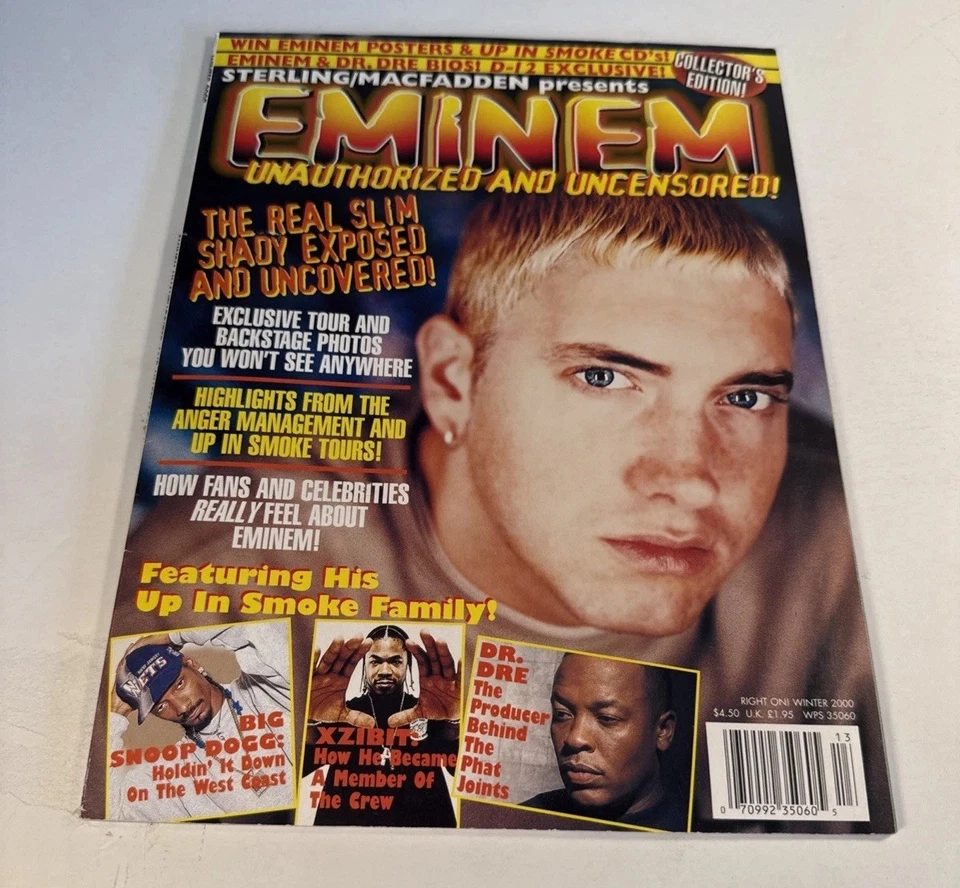 WIN EMINEM POSTERS & UP IN SMOKE CD's!
EMINEM & DR. DRE BIOS! D-12 EXCLUSIVE!
COLLECTOR'S
EDITION!
STERLING/MACFADDEN presents
EMINEM
UNAUTHORIZED AND UNCENSORED!
THE REAL SLIM
SHADY EXPOSED
AND UNCOVERED!
EXCLUSIVE TOUR AND
BACKSTAGE PHOTOS
YOU WON'T SEE ANYWHERE
HIGHLIGHTS FROM THE
ANGER MANAGEMENT AND
UP IN SMOKE TOURS!
HOW FANS AND CELEBRITIES
REALLY FEEL ABOUT
EMINEM!
Featuring His
Up In Smoke Family!
NEW JERSEY
NETS
BIG
SNOOP DOGG:
Holdin' It Down
On The West Coast
XZIBIT:
How He Became
A Member Of
The Crew
DR.
DRE
The
Producer
Behind
The
Phat
Joints
RIGHT ON! WINTER 2000
$4.50 U.K. £1.95 WPS 35060
13
0 70992 35060 5